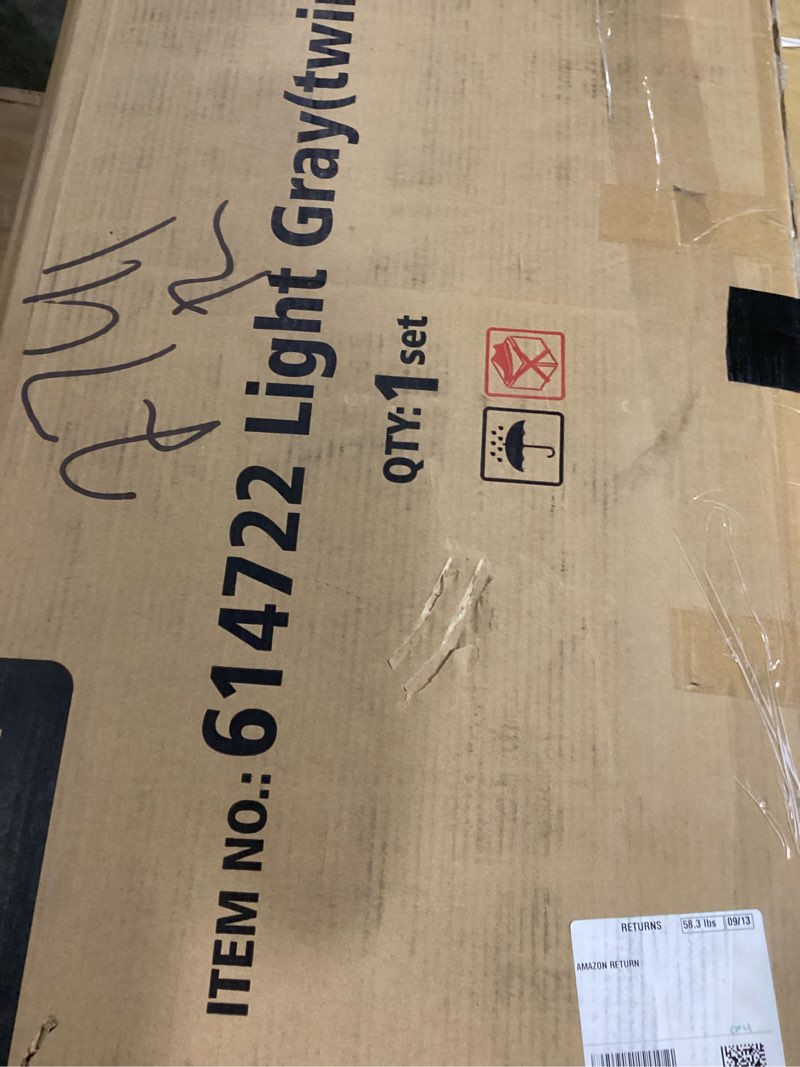 ITEM NO.: 614722 Light Gray(twi
QTY: 1 set
RETURNS 58.3 lbs 09/13
AMAZON RETURN